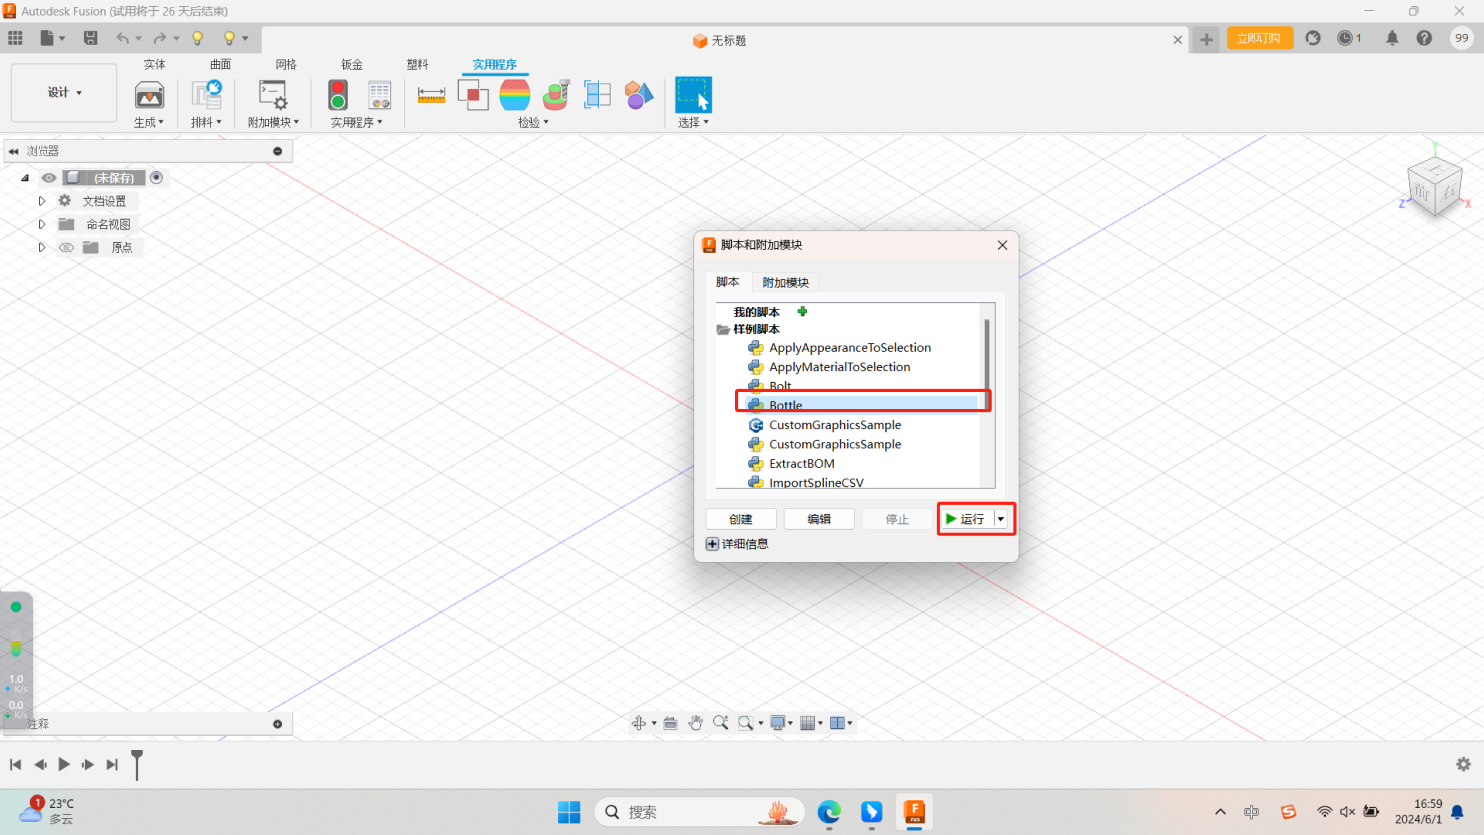 Autodesk Fusion (试用将于 26 天后结束)
无标题
立即订购
1
99
设计
实体
曲面
网格
钣金
塑料
实用程序
生成
排料
附加模块
实用程序
检验
选择
浏览器
(未保存)
文档设置
命名视图
原点
Y
上
前
右
Z
X
脚本和附加模块
脚本
附加模块
我的脚本
样例脚本
ApplyAppearanceToSelection
ApplyMaterialToSelection
Bolt
Bottle
CustomGraphicsSample
CustomGraphicsSample
ExtractBOM
ImportSplineCSV
创建
编辑
停止
运行
详细信息
1.0
K/s
0.0
K/s
注释
1
23°C
多云
搜索
中
16:59
2024/6/1